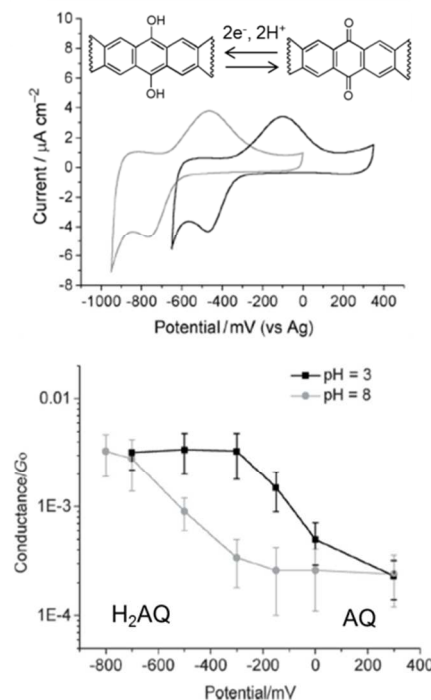 OH
O
2e⁻, 2H⁺
OH
O
10
8
6
4
2
0
-2
-4
-6
-8
Current / μA cm⁻²
-1000 -800 -600 -400 -200 0 200 400
Potential/mV (vs Ag)
pH = 3
pH = 8
0.01
1E-3
1E-4
Conductance/G₀
H₂AQ AQ
-800 -600 -400 -200 0 200 400
Potential/mV